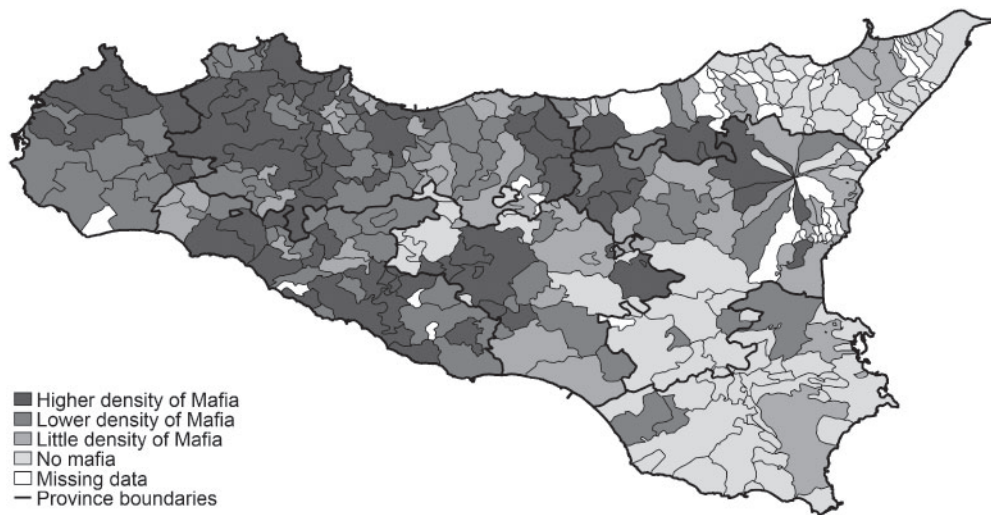 Higher density of Mafia
Lower density of Mafia
Little density of Mafia
No mafia
Missing data
Province boundaries